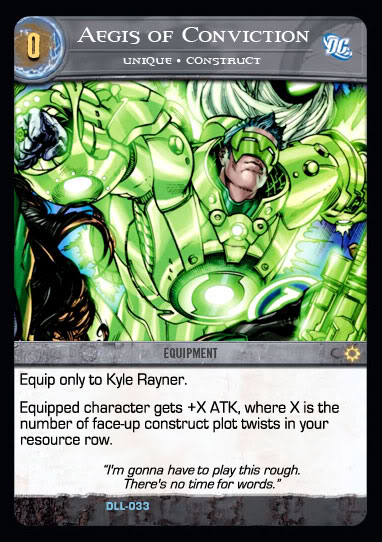 0
AEGIS OF CONVICTION
UNIQUE • CONSTRUCT
DC
EQUIPMENT
C
Equip only to Kyle Rayner.
Equipped character gets +X ATK, where X is the
number of face-up construct plot twists in your
resource row.
“I'm gonna have to play this rough.
There's no time for words.”
DLL-033